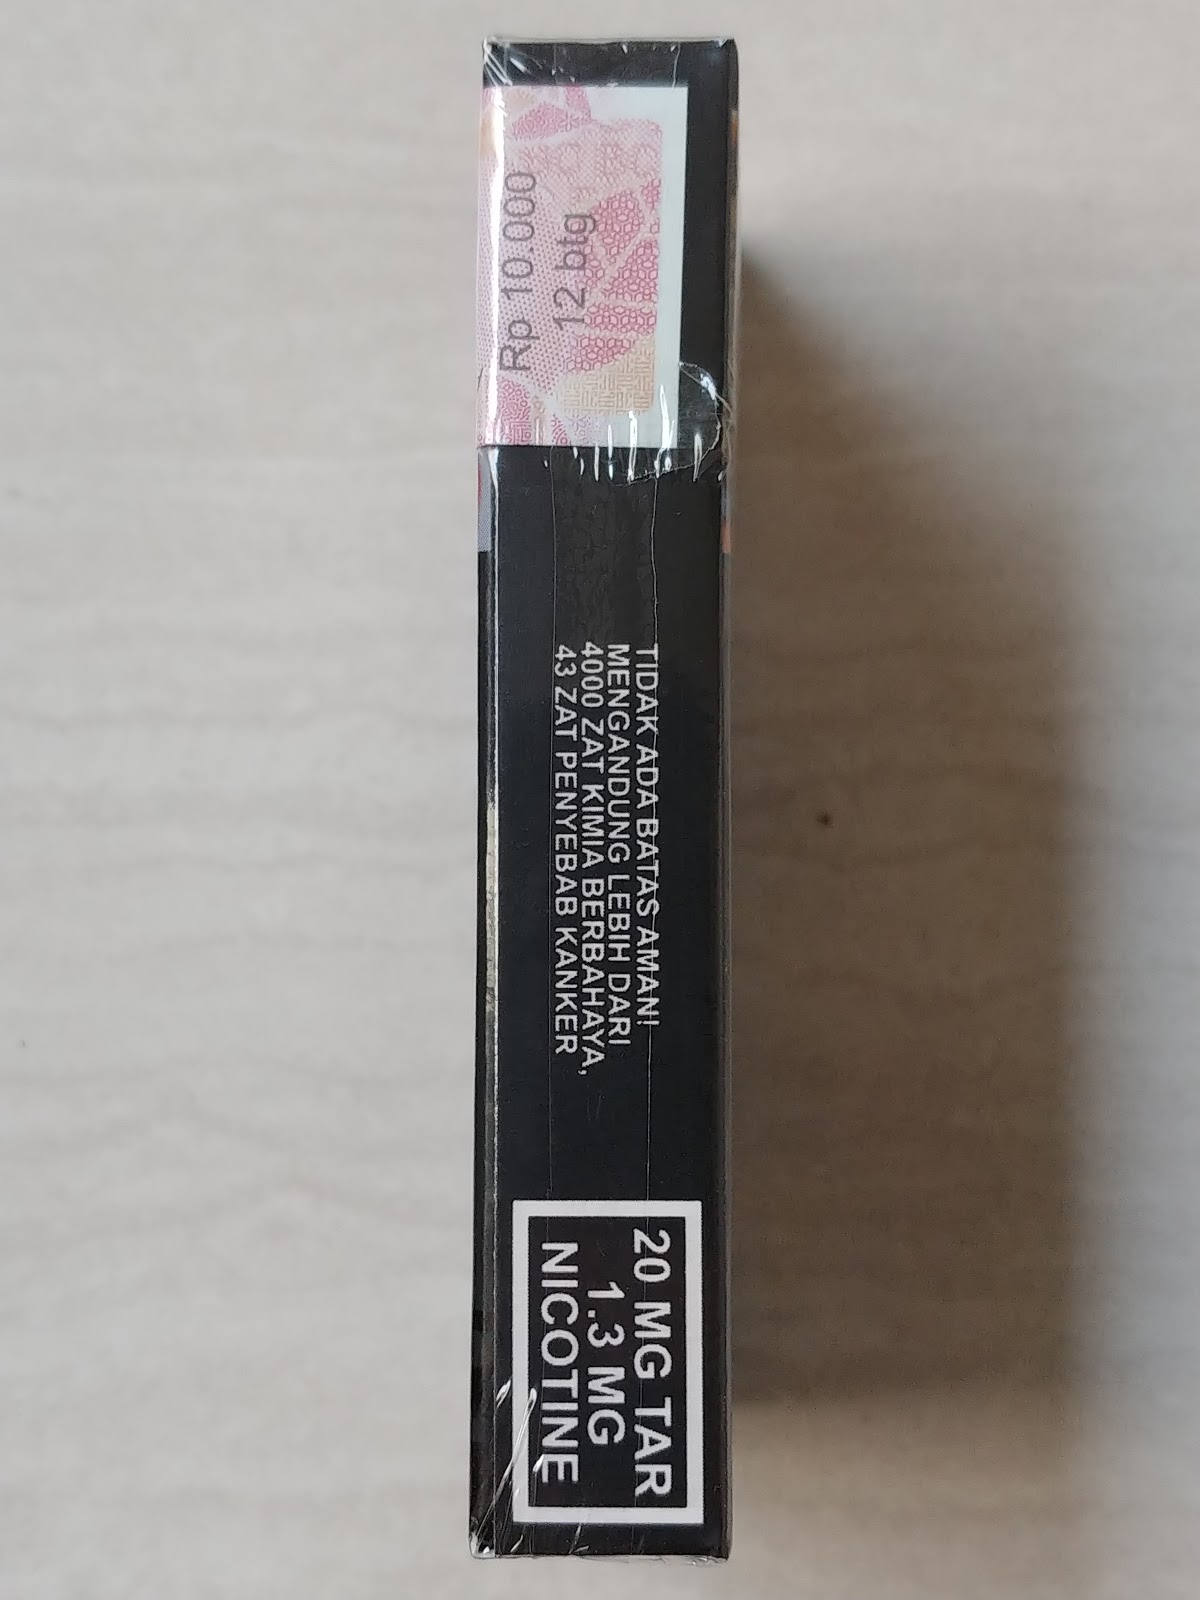 Rp 10.000
12 btg
TIDAK ADA BATAS AMAN!
MENGANDUNG LEBIH DARI
4000 ZAT KIMIA BERBAHAYA,
43 ZAT PENYEBAB KANKER
20 MG TAR
1.3 MG
NICOTINE